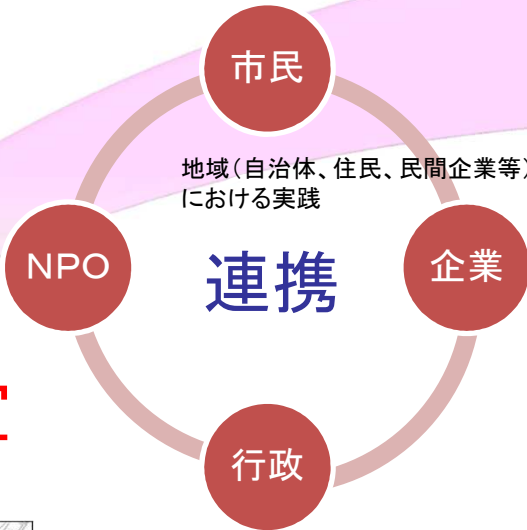 市民
地域（自治体、住民、民間企業等）
における実践
NPO
連携
企業
行政